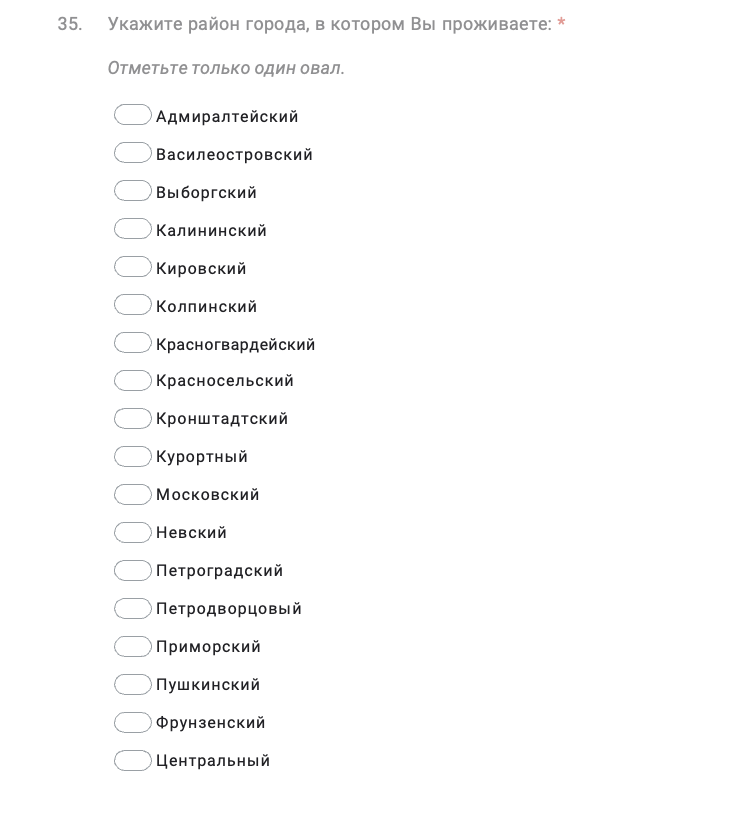 35. Укажите район города, в котором Вы проживаете: *
Отметьте только один овал.
Адмиралтейский
Василеостровский
Выборгский
Калининский
Кировский
Колпинский
Красногвардейский
Красносельский
Кронштадтский
Курортный
Московский
Невский
Петроградский
Петродворцовый
Приморский
Пушкинский
Фрунзенский
Центральный